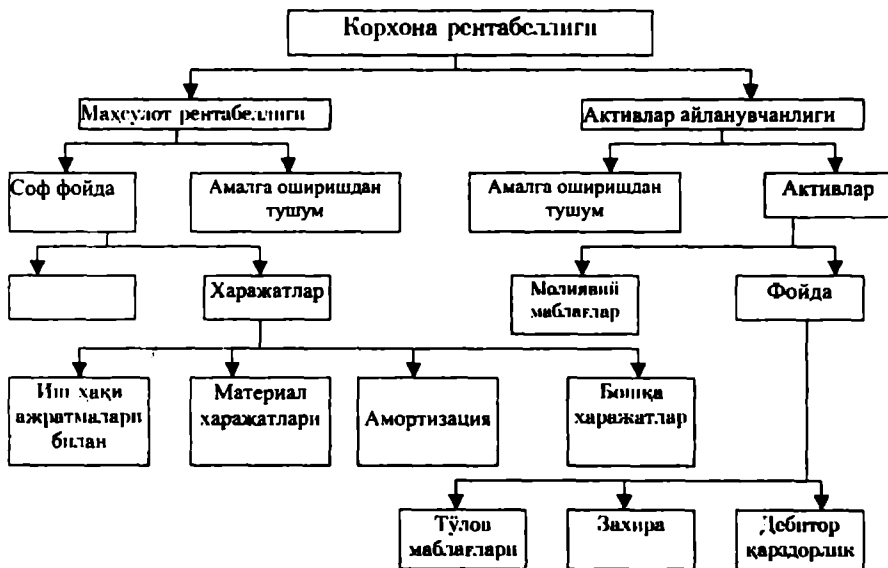 Корхона рентабеллиги
Маҳсулот рентабеллиги
Активлар айланувчанлиги
Соф фойда
Амалга оширишдан
тушум
Амалга оширишдан
тушум
Активлар
Харажатлар
Молиявий
маблағлар
Фойда
Иш ҳақи
ажратмалари
билан
Материал
харажатлари
Амортизация
Бошқа
харажатлар
Тўлов
маблағлари
Захира
Дебитор
қарздорлик